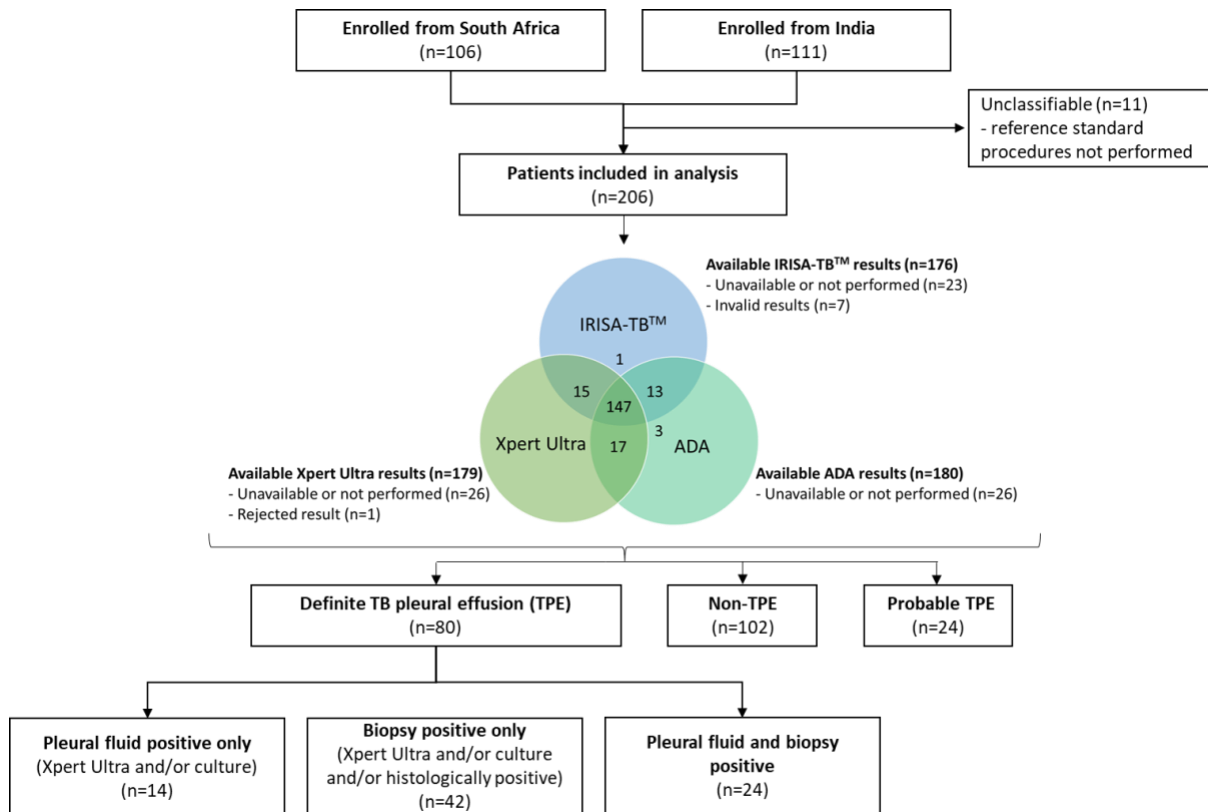 Enrolled from South Africa
(n=106)
Enrolled from India
(n=111)
Unclassifiable (n=11)
- reference standard
procedures not performed
Patients included in analysis
(n=206)
Available IRISA-TB™ results (n=176)
- Unavailable or not performed (n=23)
- Invalid results (n=7)
IRISA-TB™
1
15
13
147
3
Xpert Ultra
17
ADA
Available Xpert Ultra results (n=179)
- Unavailable or not performed (n=26)
- Rejected result (n=1)
Available ADA results (n=180)
- Unavailable or not performed (n=26)
Definite TB pleural effusion (TPE)
(n=80)
Non-TPE
(n=102)
Probable TPE
(n=24)
Pleural fluid positive only
(Xpert Ultra and/or culture)
(n=14)
Biopsy positive only
(Xpert Ultra and/or culture
and/or histologically positive)
(n=42)
Pleural fluid and biopsy
positive
(n=24)